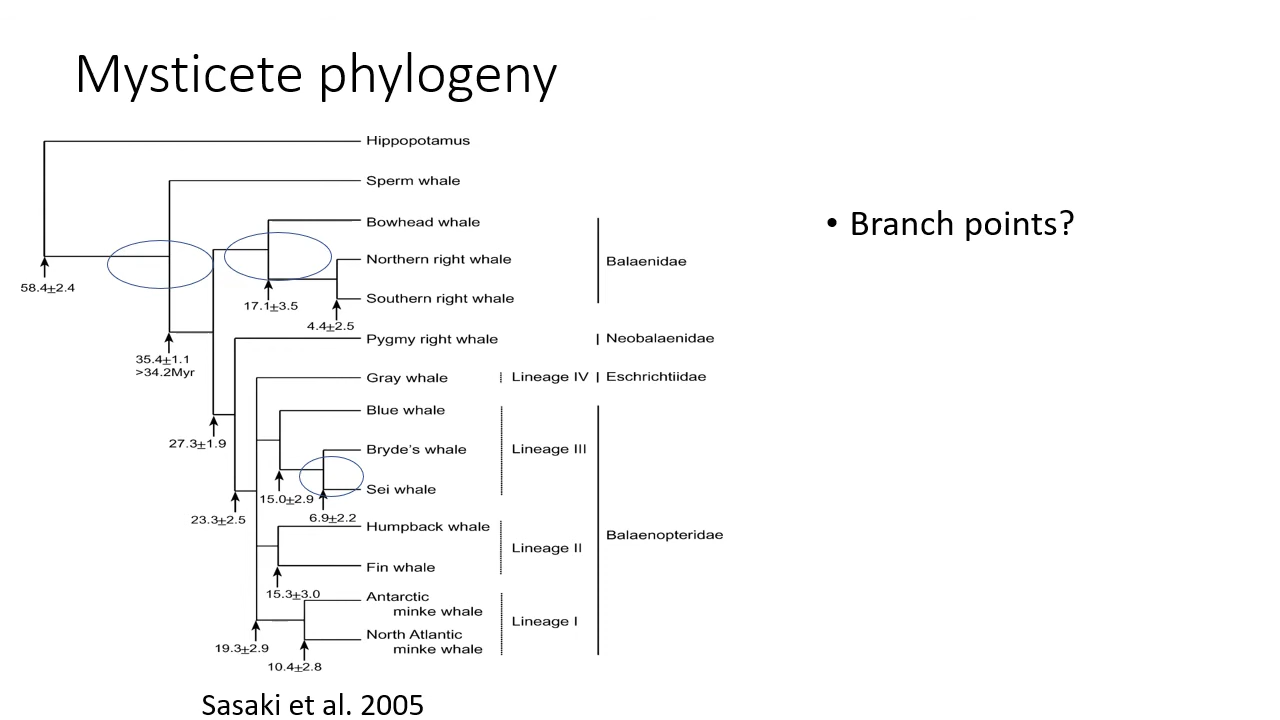 Mysticete phylogeny
Hippopotamus
Sperm whale
Bowhead whale
Northern right whale
Balaenidae
58.4±2.4
Southern right whale
17.1±3.5
4.4±2.5
Pygmy right whale
Neobalaenidae
35.4±1.1
>34.2Myr
Gray whale
Lineage IV
Eschrichtiidae
Blue whale
27.3±1.9
Bryde's whale
Lineage III
Sei whale
15.0±2.9
23.3±2.5
6.9±2.2
Humpback whale
Balaenopteridae
Lineage II
Fin whale
15.3±3.0
Antarctic
minke whale
Lineage I
North Atlantic
minke whale
19.3±2.9
10.4±2.8
Sasaki et al. 2005
• Branch points?